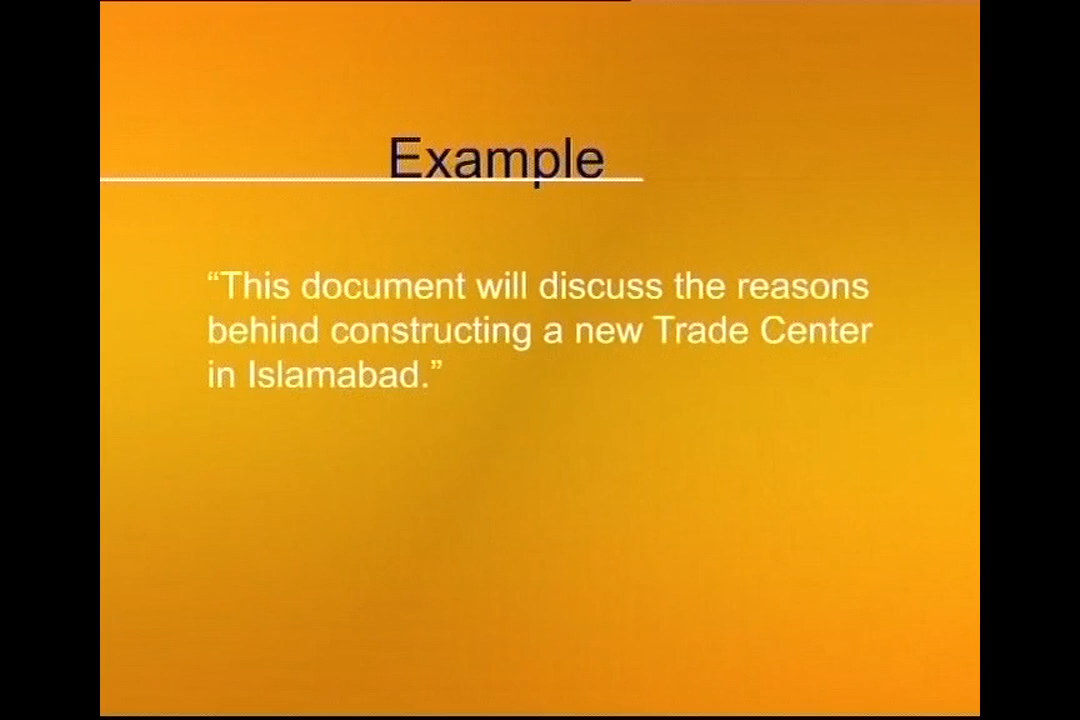 Example
“This document will discuss the reasons
behind constructing a new Trade Center
in Islamabad.”